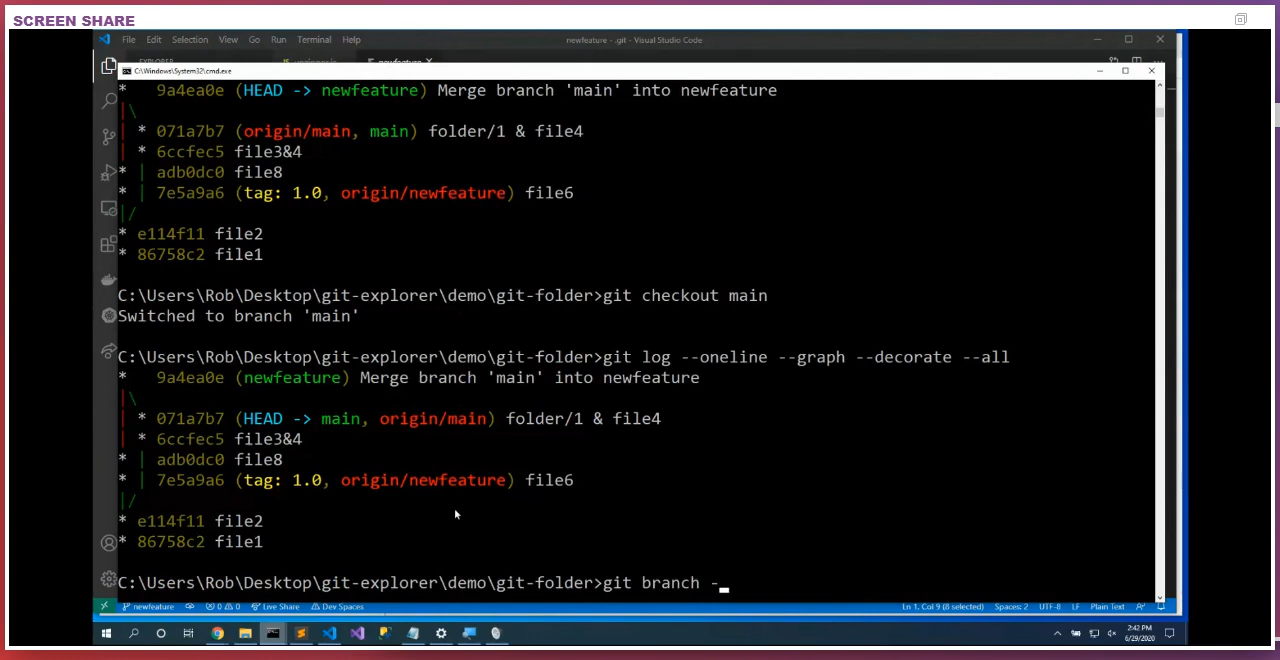 SCREEN SHARE
File Edit Selection View Go Run Terminal Help
newfeature - .git - Visual Studio Code
C:\Windows\System32\cmd.exe
* 9a4ea0e (HEAD -> newfeature) Merge branch 'main' into newfeature
|\
| * 071a7b7 (origin/main, main) folder/1 & file4
| * 6ccfec5 file3&4
* | adb0dc0 file8
* | 7e5a9a6 (tag: 1.0, origin/newfeature) file6
|/
* e114f11 file2
* 86758c2 file1
C:\Users\Rob\Desktop\git-explorer\demo\git-folder>git checkout main
Switched to branch 'main'
C:\Users\Rob\Desktop\git-explorer\demo\git-folder>git log --oneline --graph --decorate --all
* 9a4ea0e (newfeature) Merge branch 'main' into newfeature
|\
| * 071a7b7 (HEAD -> main, origin/main) folder/1 & file4
| * 6ccfec5 file3&4
* | adb0dc0 file8
* | 7e5a9a6 (tag: 1.0, origin/newfeature) file6
|/
* e114f11 file2
* 86758c2 file1
C:\Users\Rob\Desktop\git-explorer\demo\git-folder>git branch -
newfeature 0 0 Live Share Dev Spaces Ln 1, Col 9 (8 selected) Spaces: 2 UTF-8 LF Plain Text
2:42 PM
6/29/2020